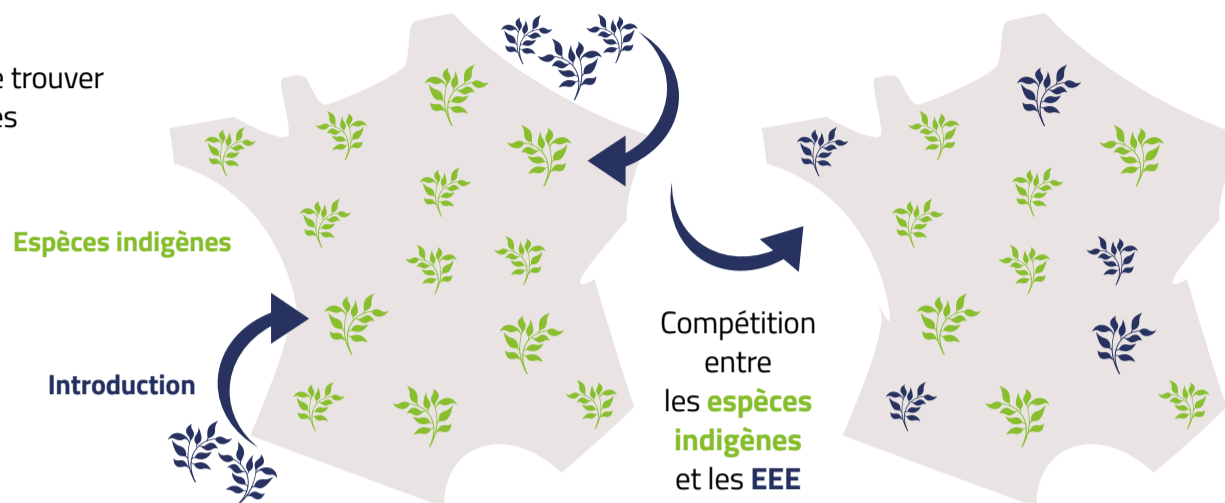 e trouver
es
Espèces indigènes
Introduction
Compétition
entre
les espèces
indigènes
et les EEE